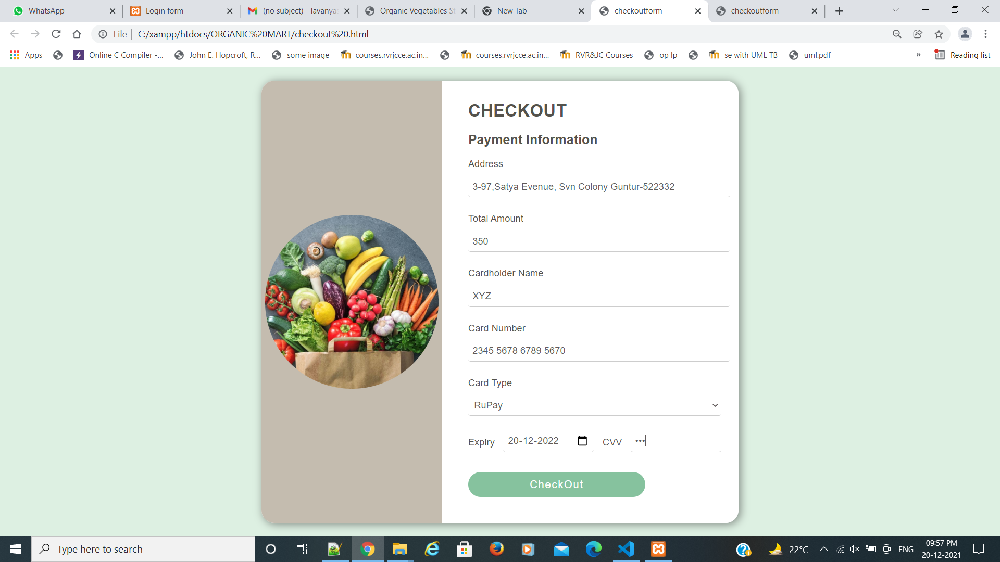 WhatsApp
Login form
(no subject) - lavanya
Organic Vegetables St
New Tab
checkoutform
checkoutform
File
C:/xampp/htdocs/ORGANIC%20MART/checkout%20.html
Apps
Online C Compiler -...
John E. Hopcroft, R...
some image
courses.rvrjcce.ac.in...
courses.rvrjcce.ac.in...
RVR&JC Courses
op lp
se with UML TB
uml.pdf
»
Reading list
CHECKOUT
Payment Information
Address
3-97,Satya Evenue, Svn Colony Guntur-522332
Total Amount
350
Cardholder Name
XYZ
Card Number
2345 5678 6789 5670
Card Type
RuPay
Expiry 20-12-2022 CVV •••
CheckOut
Type here to search
22°C
ENG
09:57 PM
20-12-2021